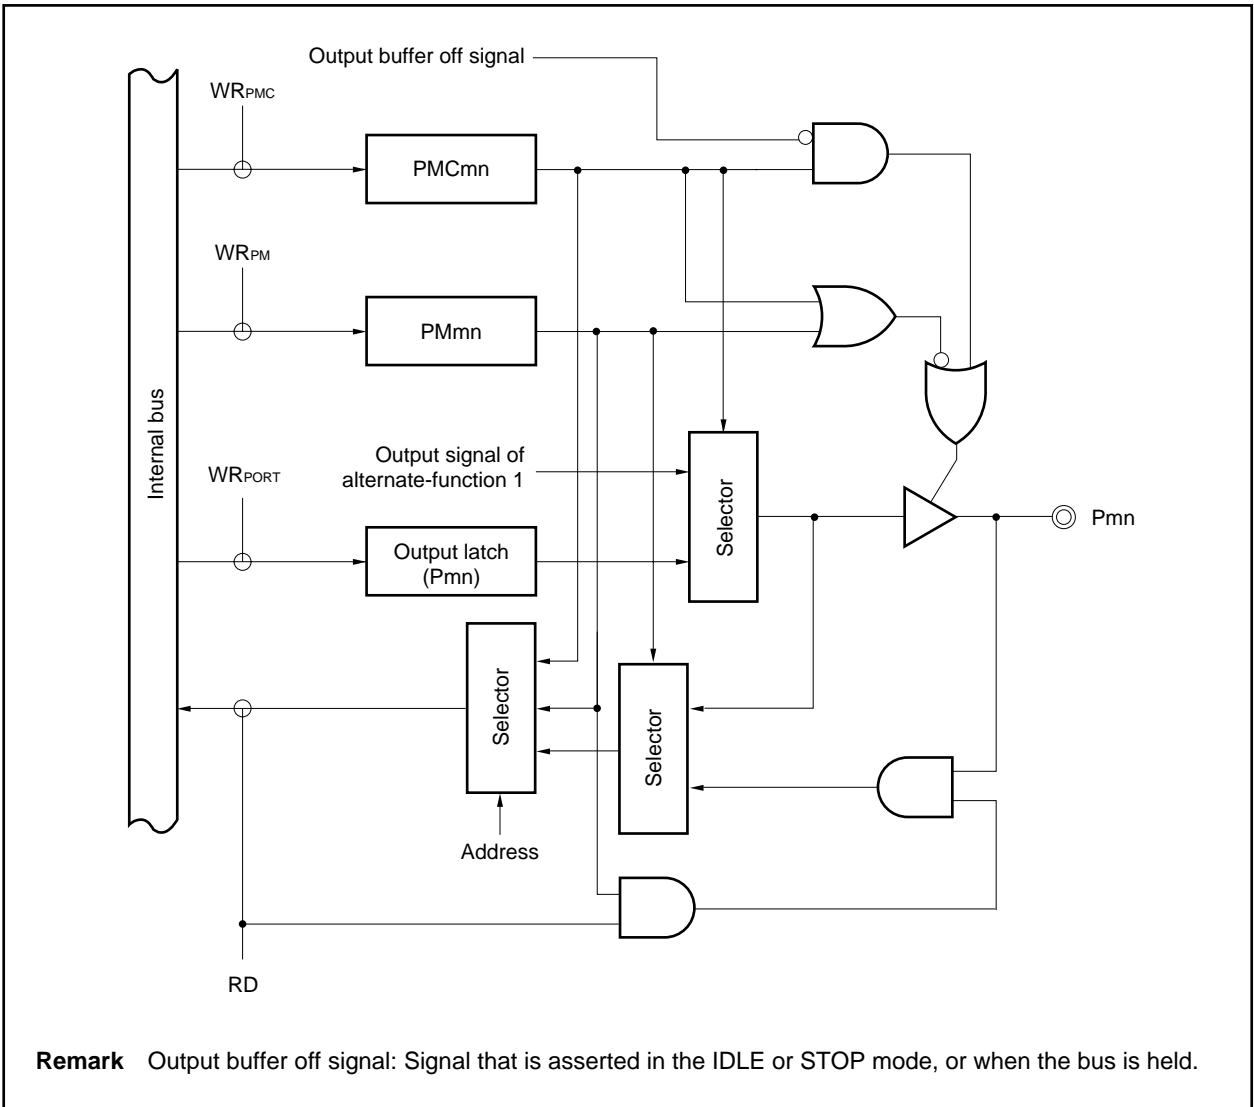 Output buffer off signal
WRPMC
PMCmn
WRPM
PMmn
Internal bus
Output signal of
alternate-function 1
Selector
WRPORT
Pmn
Output latch
(Pmn)
Selector
Selector
Address
RD
Remark Output buffer off signal: Signal that is asserted in the IDLE or STOP mode, or when the bus is held.